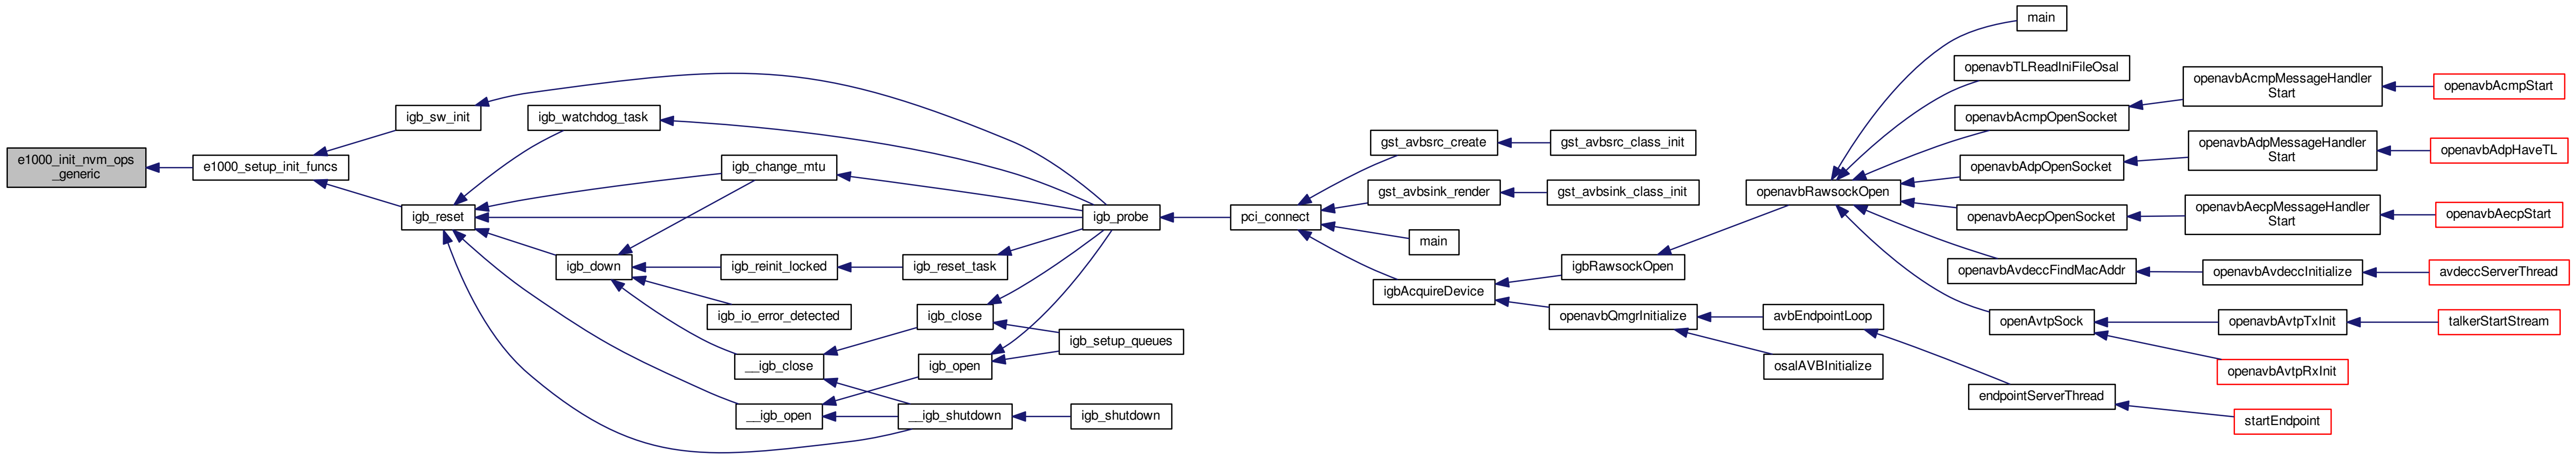 e1000_init_nvm_ops
_generic
e1000_setup_init_funcs
igb_sw_init
igb_reset
igb_watchdog_task
igb_change_mtu
igb_down
igb_reinit_locked
igb_reset_task
igb_io_error_detected
igb_close
igb_setup_queues
__igb_close
igb_open
__igb_open
__igb_shutdown
igb_shutdown
igb_probe
pci_connect
gst_avbsrc_create
gst_avbsrc_class_init
gst_avbsink_render
gst_avbsink_class_init
main
igbAcquireDevice
igbRawsockOpen
openavbQmgrInitialize
avbEndpointLoop
osalAVBInitialize
openavbRawsockOpen
main
openavbTLReadIniFileOsal
openavbAcmpOpenSocket
openavbAcmpMessageHandler
Start
openavbAcmpStart
openavbAdpOpenSocket
openavbAdpMessageHandler
Start
openavbAdpHaveTL
openavbAecpOpenSocket
openavbAecpMessageHandler
Start
openavbAecpStart
openavbAvdeccFindMacAddr
openavbAvdeccInitialize
avdeccServerThread
openAvtpSock
openavbAvtpTxInit
talkerStartStream
openavbAvtpRxInit
endpointServerThread
startEndpoint